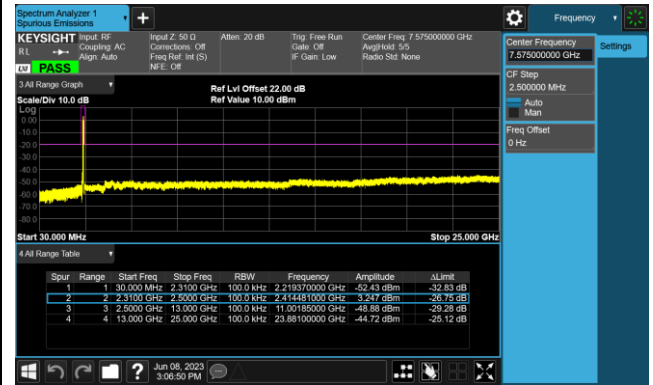 Spectrum Analyzer 1
Spurious Emissions
+
Frequency
KEYSIGHT Input: RF Input Z: 50 Ω Atten: 20 dB Trig: Free Run Center Freq: 7.575000000 GHz
RL Coupling: AC Corrections: Off Gate: Off Avg|Hold: 5/5
Align: Auto Freq Ref: Int (S) IF Gain: Low Radio Std: None
NFE: Off
PASS
Center Frequency
7.575000000 GHz
Settings
CF Step
2.500000 MHz
Auto
Man
Freq Offset
0 Hz
3 All Range Graph
Ref Lvl Offset 22.00 dB
Scale/Div 10.0 dB Ref Value 10.00 dBm
Log
0.00
-10.0
-20.0
-30.0
-40.0
-50.0
-60.0
-70.0
-80.0
Start 30.000 MHz Stop 25.000 GHz
4 All Range Table
Spur Range Start Freq Stop Freq RBW Frequency Amplitude ΔLimit
1 1 30.000 MHz 2.3100 GHz 100.0 kHz 2.219370000 GHz -52.43 dBm -32.83 dB
2 2 2.3100 GHz 2.5000 GHz 100.0 kHz 2.414481000 GHz 3.247 dBm -26.75 dB
3 3 2.5000 GHz 13.000 GHz 100.0 kHz 11.00185000 GHz -48.88 dBm -29.28 dB
4 4 13.000 GHz 25.000 GHz 100.0 kHz 23.88100000 GHz -44.72 dBm -25.12 dB
?
Jun 08, 2023
3:06:50 PM